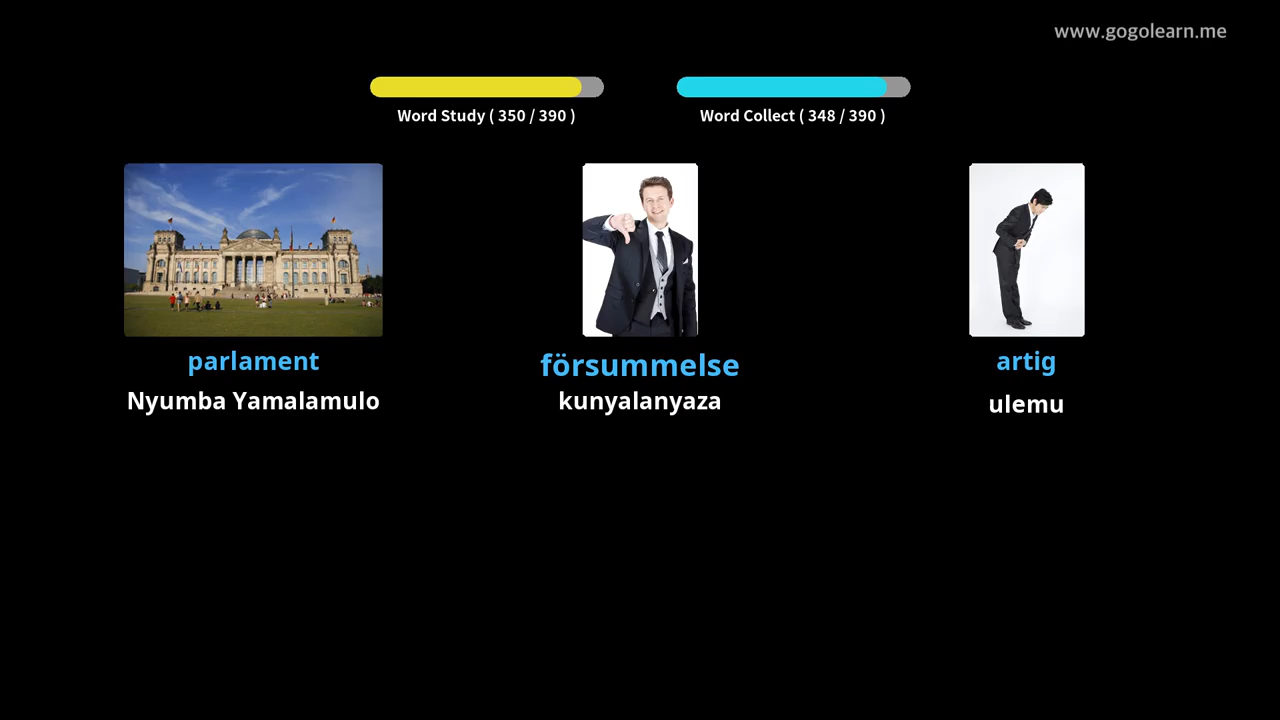 www.gogolearn.me
Word Study ( 350 / 390 )
Word Collect ( 348 / 390 )
parlament
Nyumba Yamalamulo
försummelse
kunyalanyaza
artig
ulemu